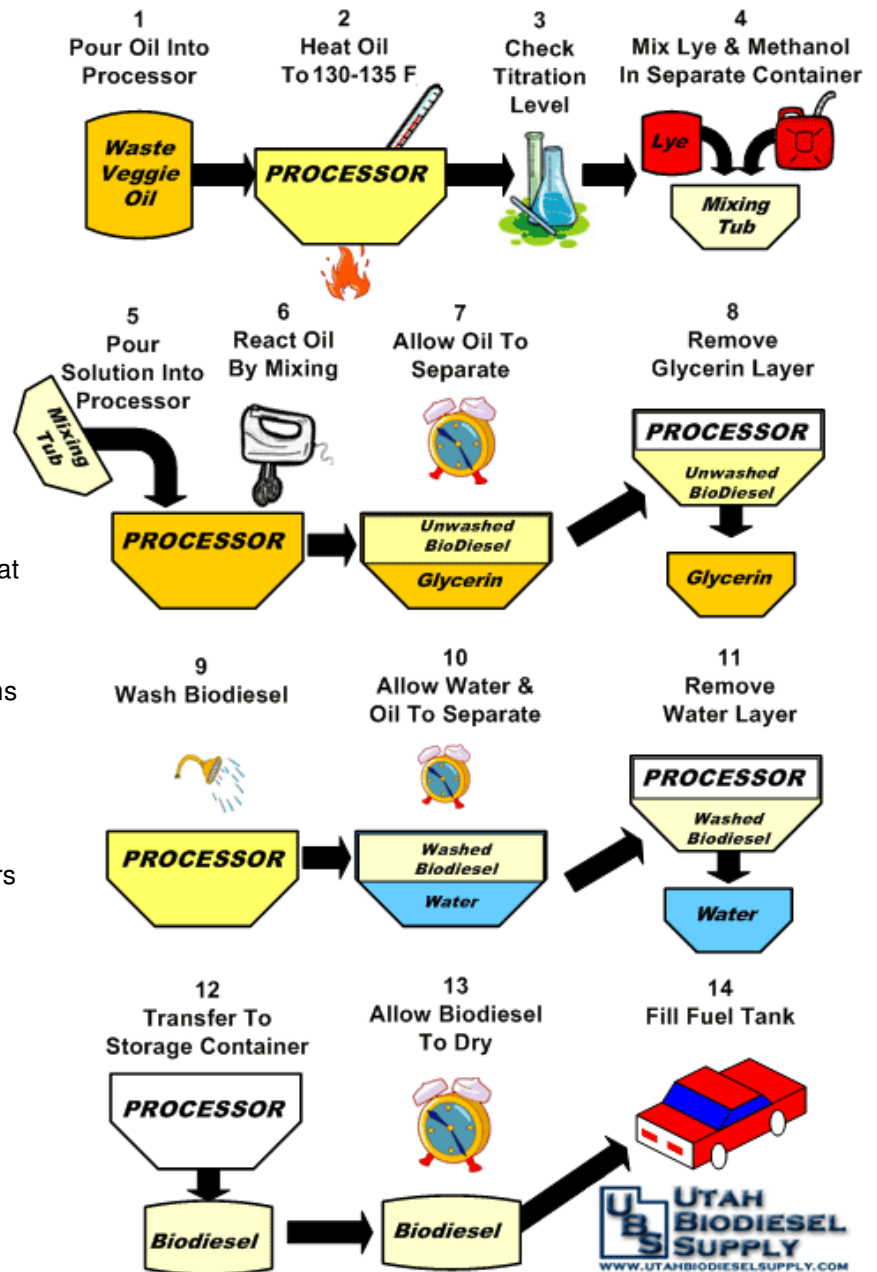 1
Pour Oil Into
Processor
Waste
Veggie
Oil
2
Heat Oil
To 130-135 F
PROCESSOR
3
Check
Titration
Level
4
Mix Lye & Methanol
In Separate Container
Lye
Mixing
Tub
5
Pour
Solution Into
Processor
Mixing
Tub
6
React Oil
By Mixing
PROCESSOR
7
Allow Oil To
Separate
Unwashed
BioDiesel
Glycerin
8
Remove
Glycerin Layer
PROCESSOR
Unwashed
BioDiesel
Glycerin
at
ns
rs
9
Wash Biodiesel
PROCESSOR
10
Allow Water &
Oil To Separate
Washed
Biodiesel
Water
11
Remove
Water Layer
PROCESSOR
Washed
Biodiesel
Water
12
Transfer To
Storage Container
PROCESSOR
Biodiesel
13
Allow Biodiesel
To Dry
Biodiesel
14
Fill Fuel Tank
UBS
UTAH
BIODIESEL
SUPPLY
WWW.UTAHBIODIESELSUPPLY.COM